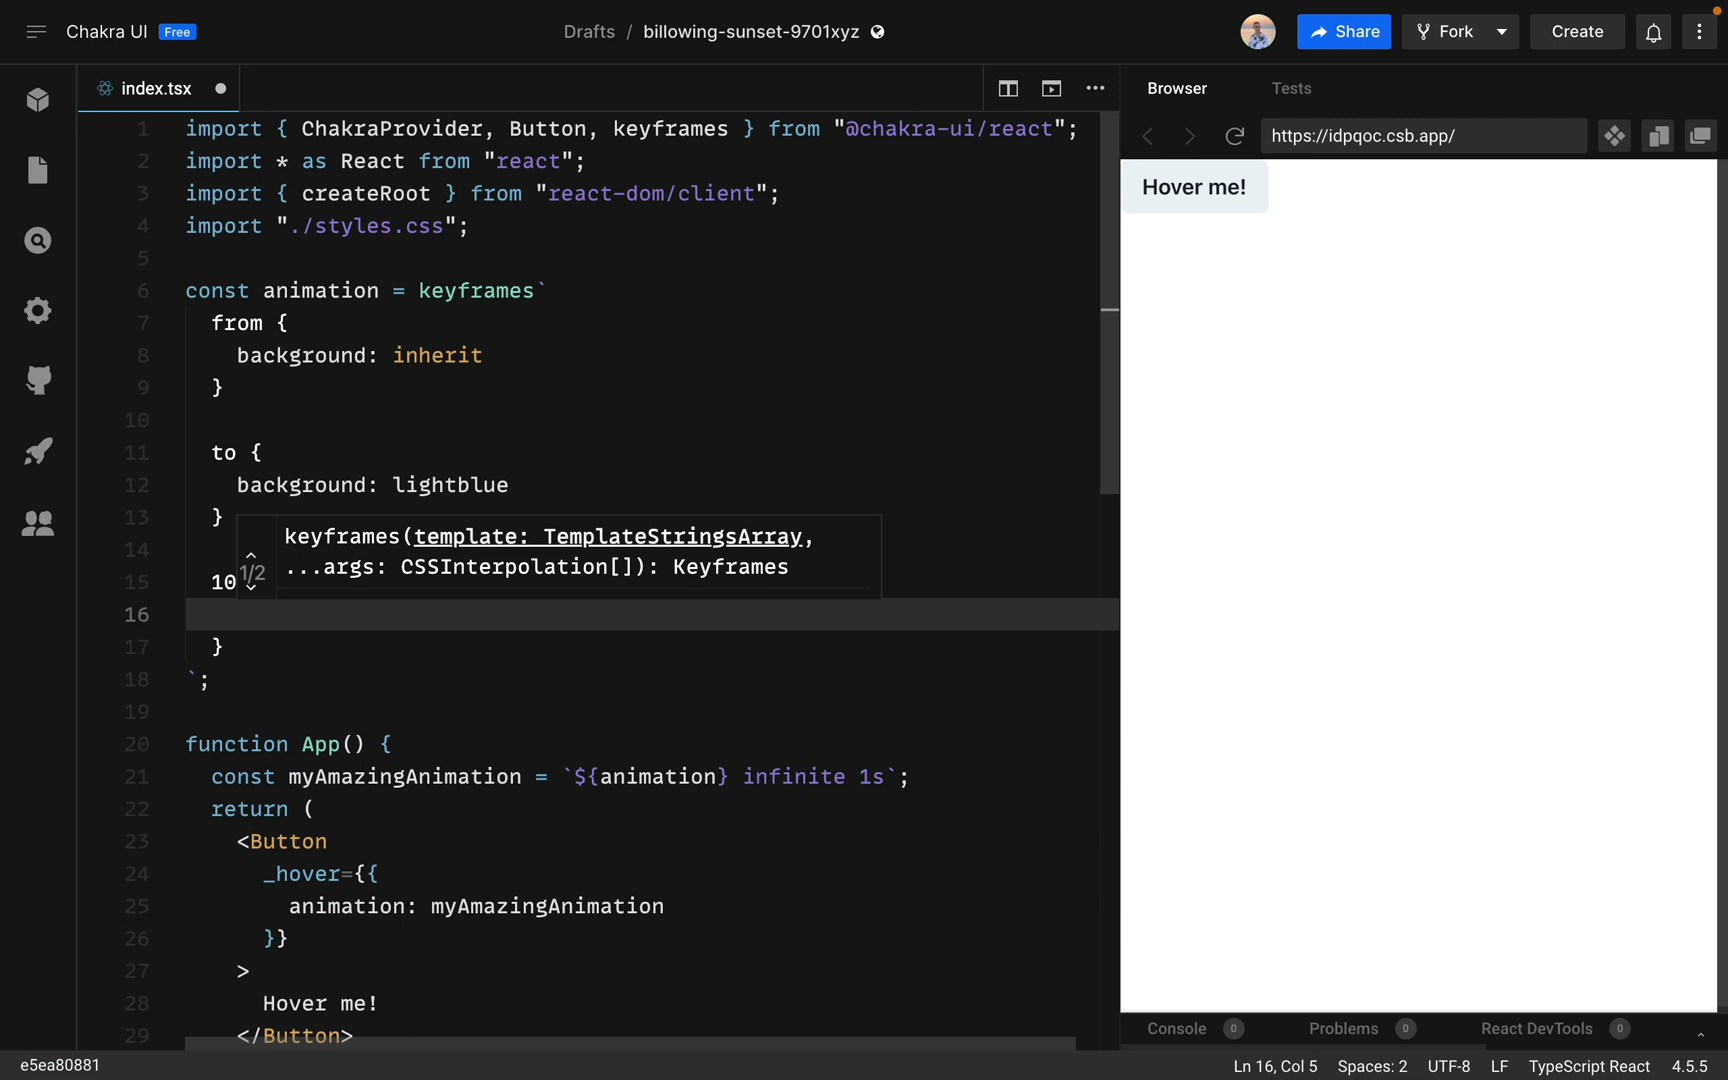 Chakra UI Free
Drafts / billowing-sunset-9701xyz
Share
Fork
Create
index.tsx
Browser
Tests
https://idpqoc.csb.app/
1 import { ChakraProvider, Button, keyframes } from "@chakra-ui/react";
2 import * as React from "react";
3 import { createRoot } from "react-dom/client";
4 import "./styles.css";
5
6 const animation = keyframes`
7 from {
8 background: inherit
9 }
10
11 to {
12 background: lightblue
13 }
14
15 10
16
17 }
18 `;
19
20 function App() {
21 const myAmazingAnimation = `${animation} infinite 1s`;
22 return (
23 <Button
24 _hover={{
25 animation: myAmazingAnimation
26 }}
27 >
28 Hover me!
29 </Button>
1/2
keyframes(template: TemplateStringsArray,
...args: CSSInterpolation[]): Keyframes
Hover me!
Console 0
Problems 0
React DevTools 0
e5ea80881
Ln 16, Col 5
Spaces: 2
UTF-8
LF
TypeScript React
4.5.5